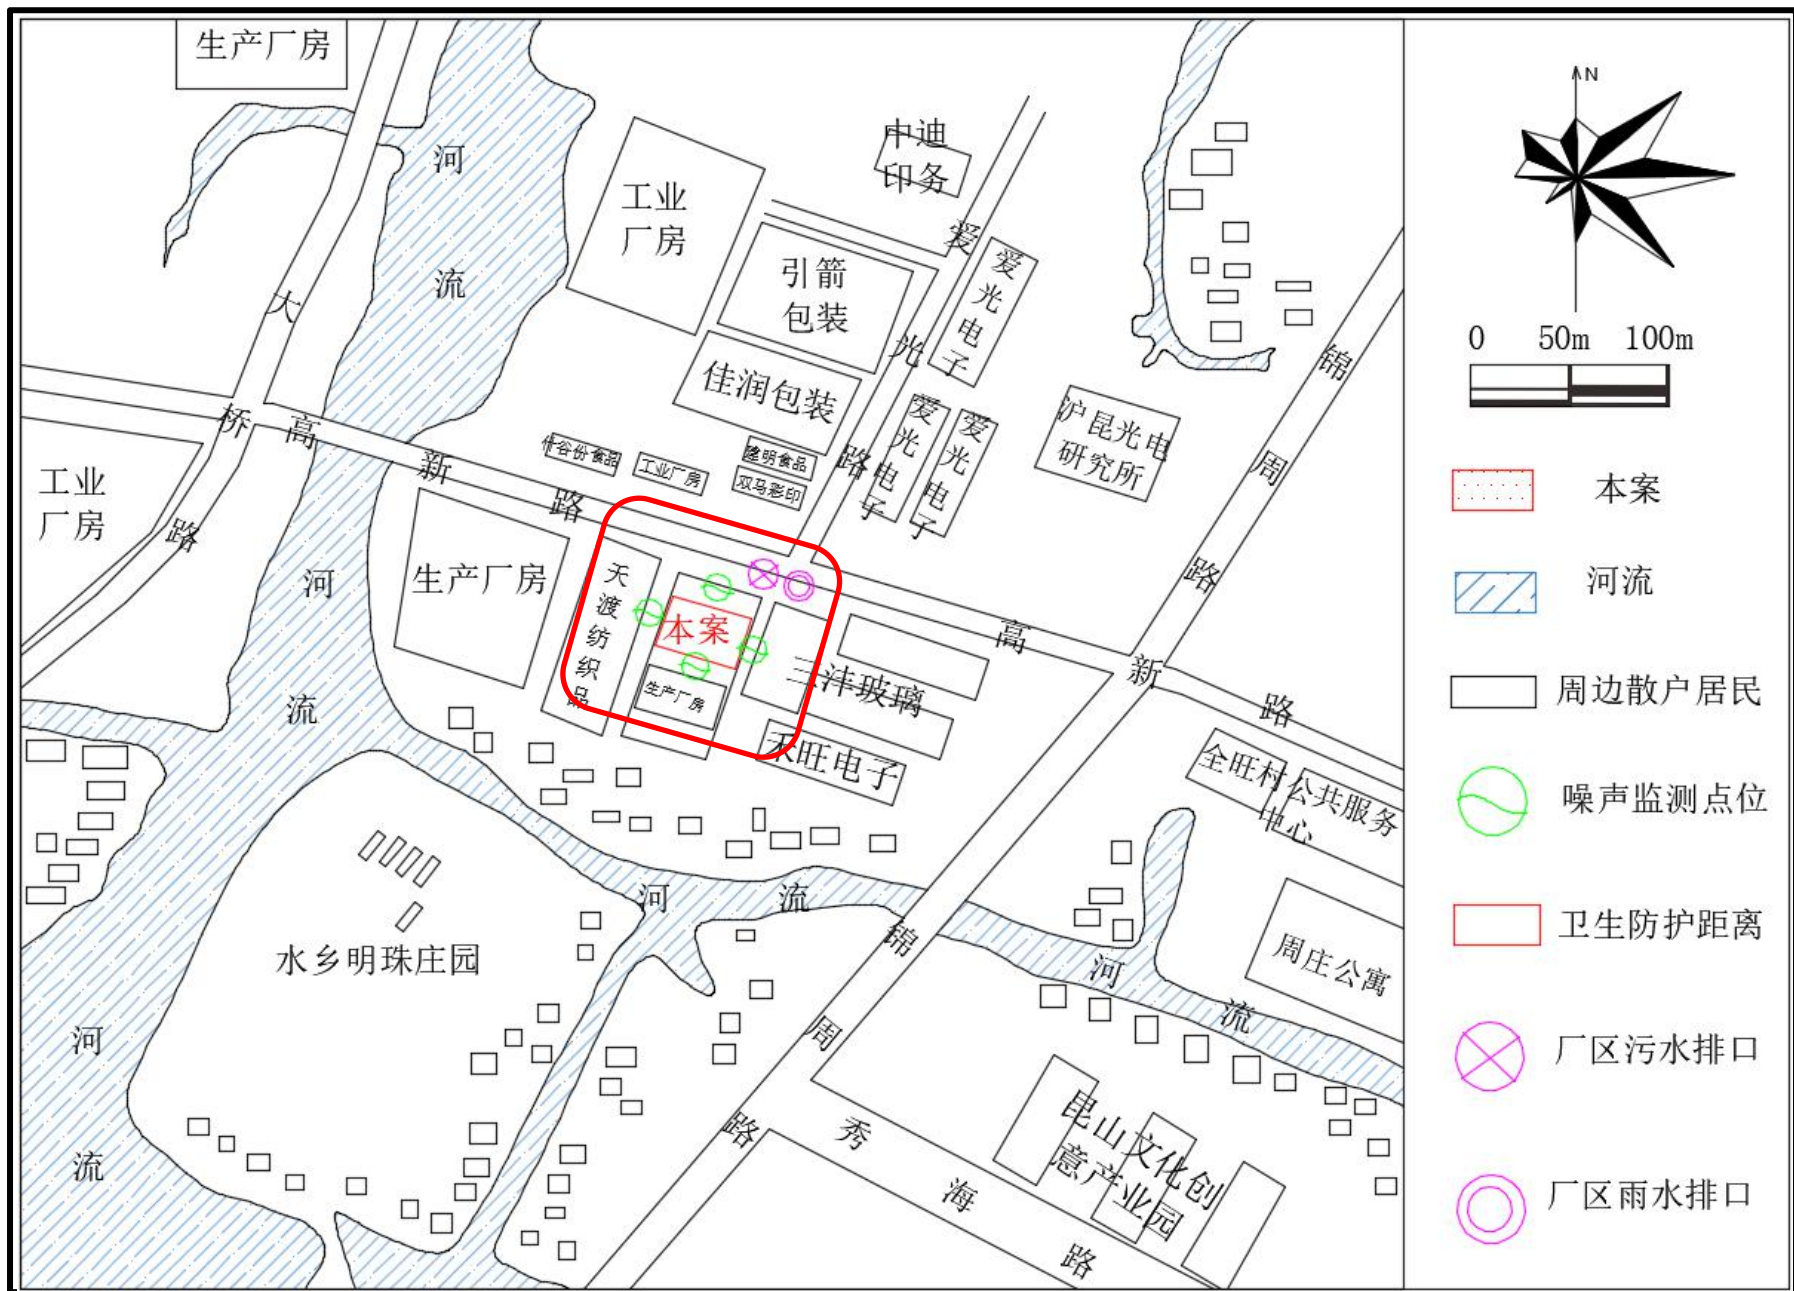 生产厂房
河
流
中迪
印务
工业
厂房
引箭
包装
佳润包装
爱
光
路
爱
光
电
子
爱
光
电
子
爱
光
电
子
沪昆光电
研究所
大
桥
路
高
新
路
锦
周
路
工业
厂房
工业厂房
隆明食品
双马彩印
生产厂房
天
渡
纺
织
品
本案
生产厂房
三沣玻璃
禾旺电子
高
新
路
河
流
全旺村公共服务
中心
周庄公寓
河
流
河
流
水乡明珠庄园
锦
周
路
河
流
秀
海
路
昆山文化创
意产业园
N
0 50m 100m
本案
河流
周边散户居民
噪声监测点位
卫生防护距离
厂区污水排口
厂区雨水排口